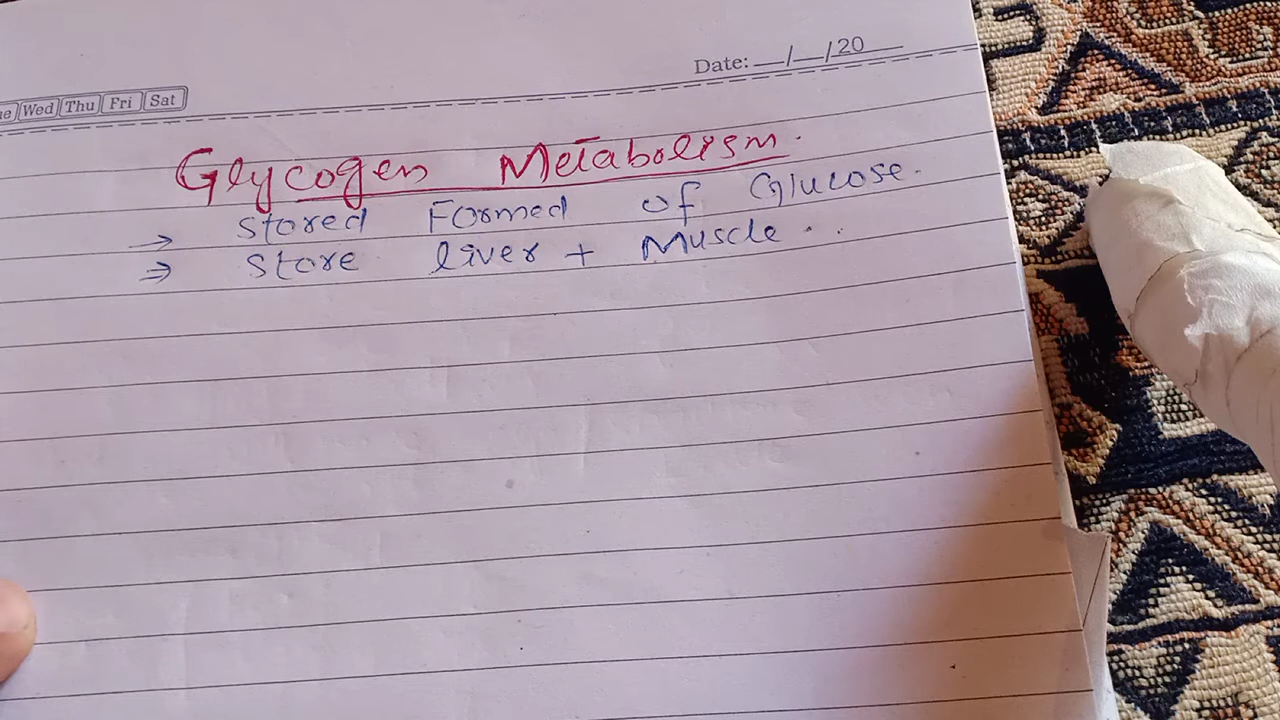 Date: __/__/20
Wed Thu Fri Sat
Glycogen Metabolism.
→ Stored Formed of Glucose.
⇒ Store liver + Muscle..